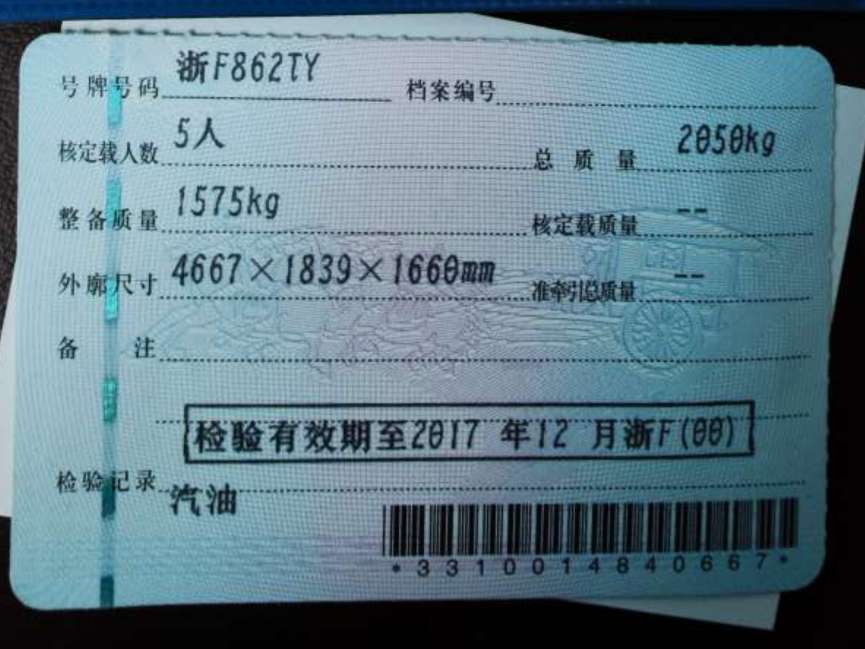 号牌号码 浙F862TY 档案编号
核定载人数 5人 总质量 2050kg
整备质量 1575kg 核定载质量 --
外廓尺寸 4667×1839×1660mm 准牵引总质量 --
备注
检验有效期至2017 年12 月浙F(00)
检验记录
汽油
*3310014840667*